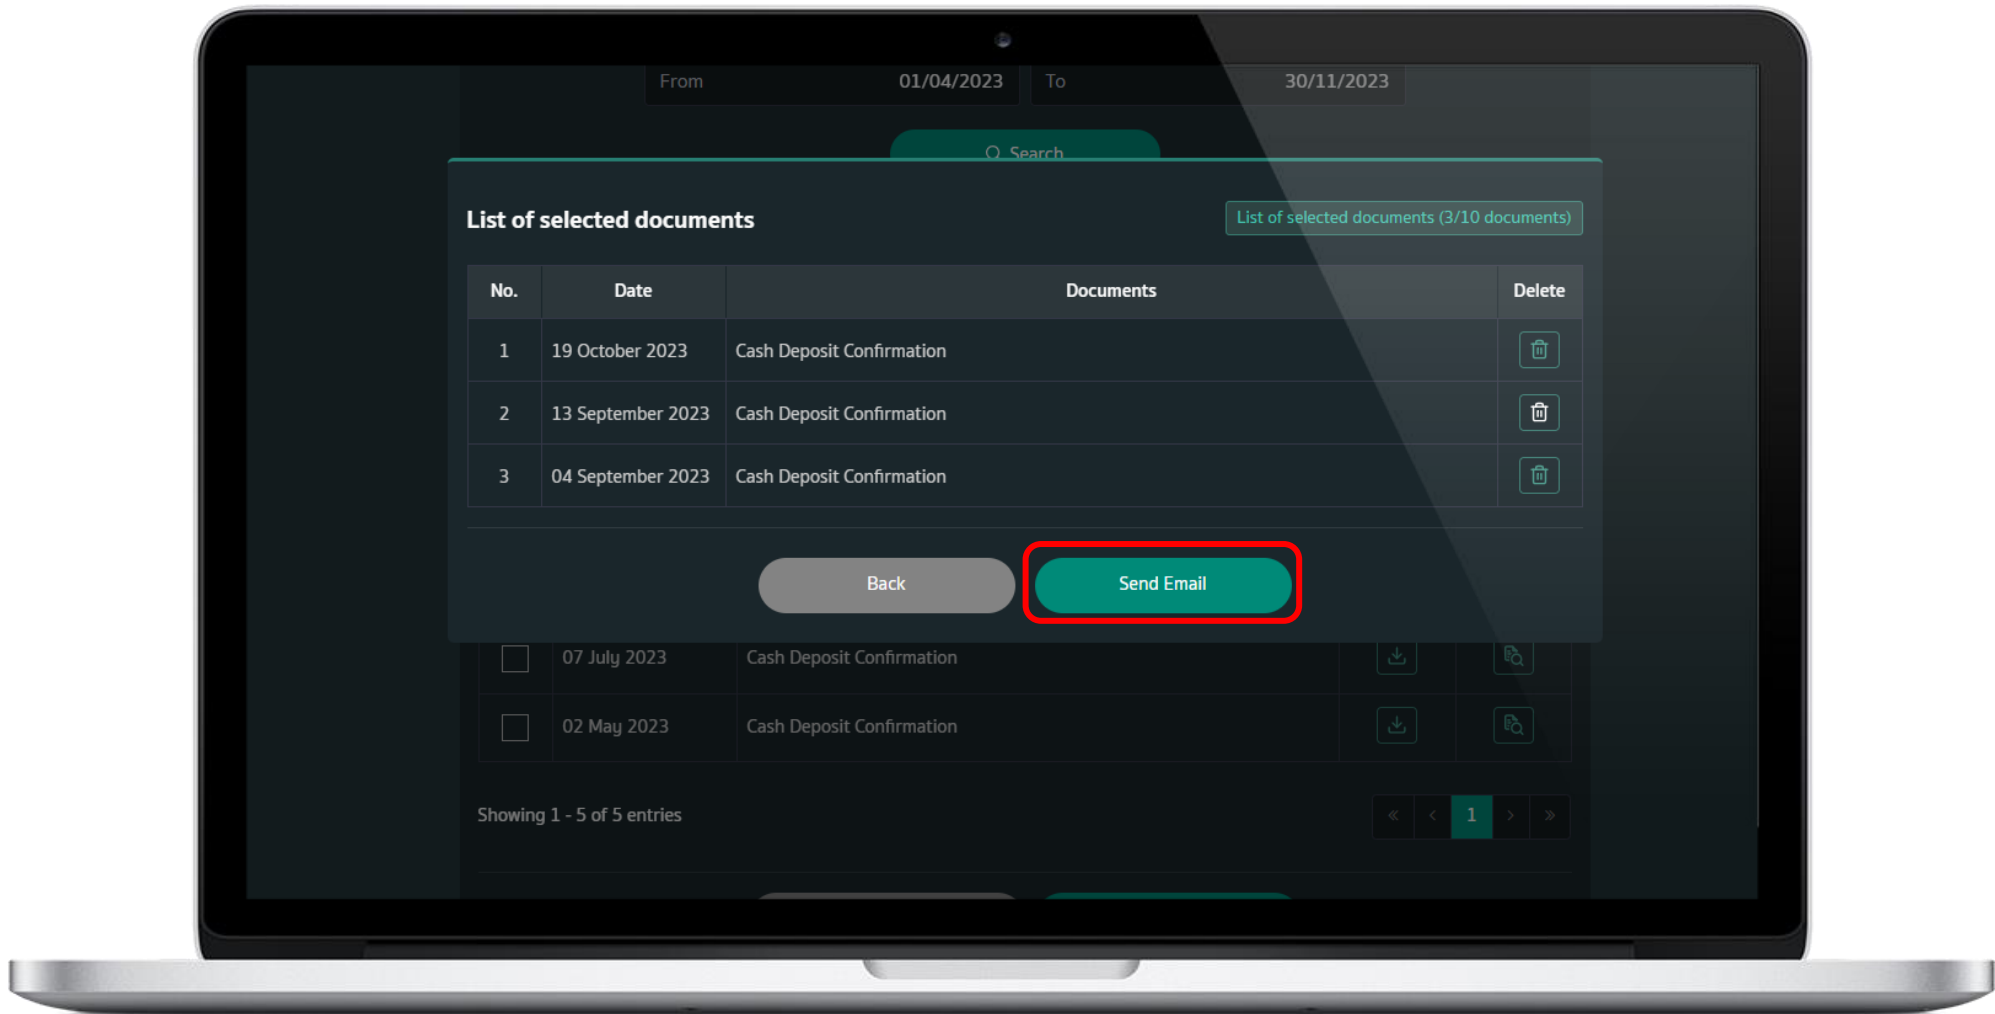 From 01/04/2023 To 30/11/2023
Search
List of selected documents
List of selected documents (3/10 documents)
No. Date Documents Delete
1 19 October 2023 Cash Deposit Confirmation
2 13 September 2023 Cash Deposit Confirmation
3 04 September 2023 Cash Deposit Confirmation
Back Send Email
07 July 2023 Cash Deposit Confirmation
02 May 2023 Cash Deposit Confirmation
Showing 1 - 5 of 5 entries « < 1 > »